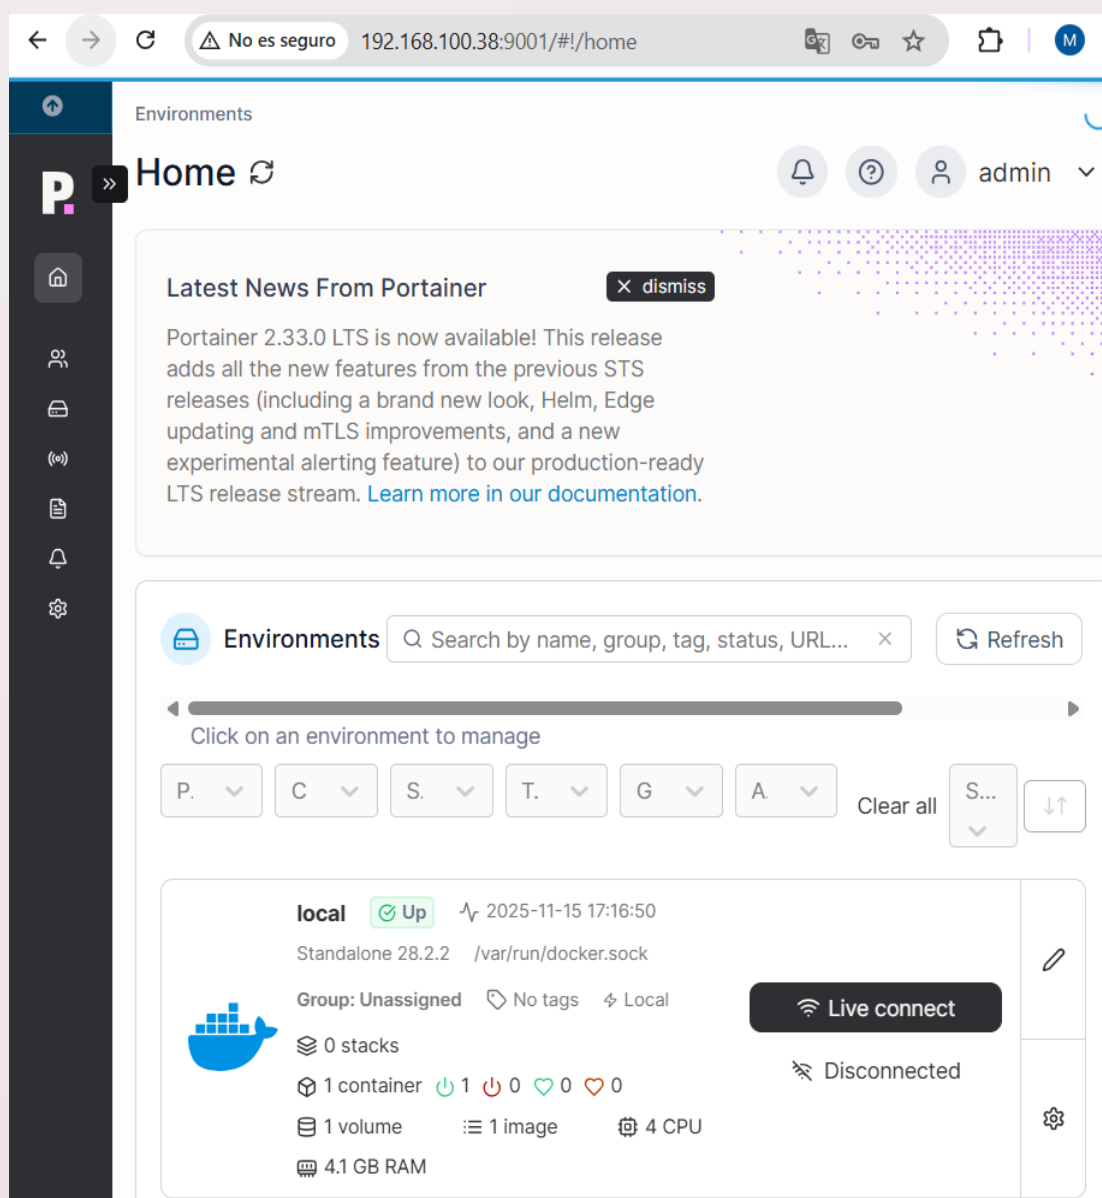 No es seguro 192.168.100.38:9001/#!/home
M
Environments
P.
Home
admin
Latest News From Portainer
dismiss
Portainer 2.33.0 LTS is now available! This release
adds all the new features from the previous STS
releases (including a brand new look, Helm, Edge
updating and mTLS improvements, and a new
experimental alerting feature) to our production-ready
LTS release stream. Learn more in our documentation.
Environments Search by name, group, tag, status, URL... Refresh
Click on an environment to manage
P. C S. T. G A. Clear all S...
local Up 2025-11-15 17:16:50
Standalone 28.2.2 /var/run/docker.sock
Group: Unassigned No tags Local
Live connect
0 stacks
Disconnected
1 container 1 0 0 0
1 volume 1 image 4 CPU
4.1 GB RAM